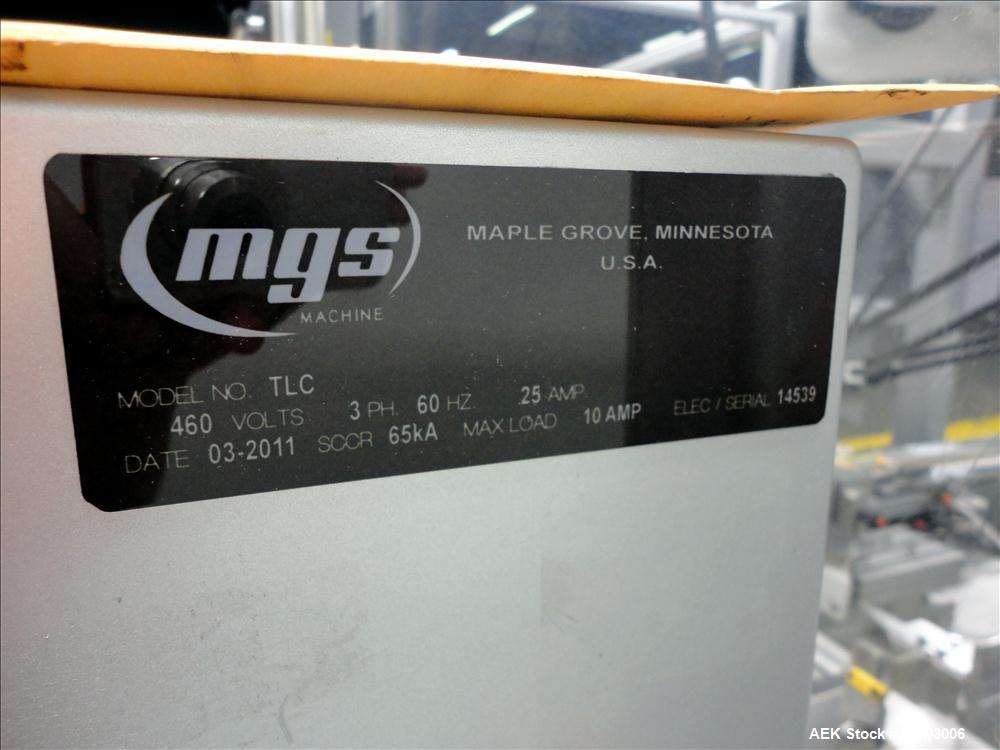 mgs
MACHINE
MAPLE GROVE, MINNESOTA
U.S.A.
MODEL NO. TLC
460 VOLTS 3 PH. 60 HZ. 25 AMP. ELEC / SERIAL 14539
DATE 03-2011 SCCR 65kA MAX LOAD 10 AMP
AEK Stock